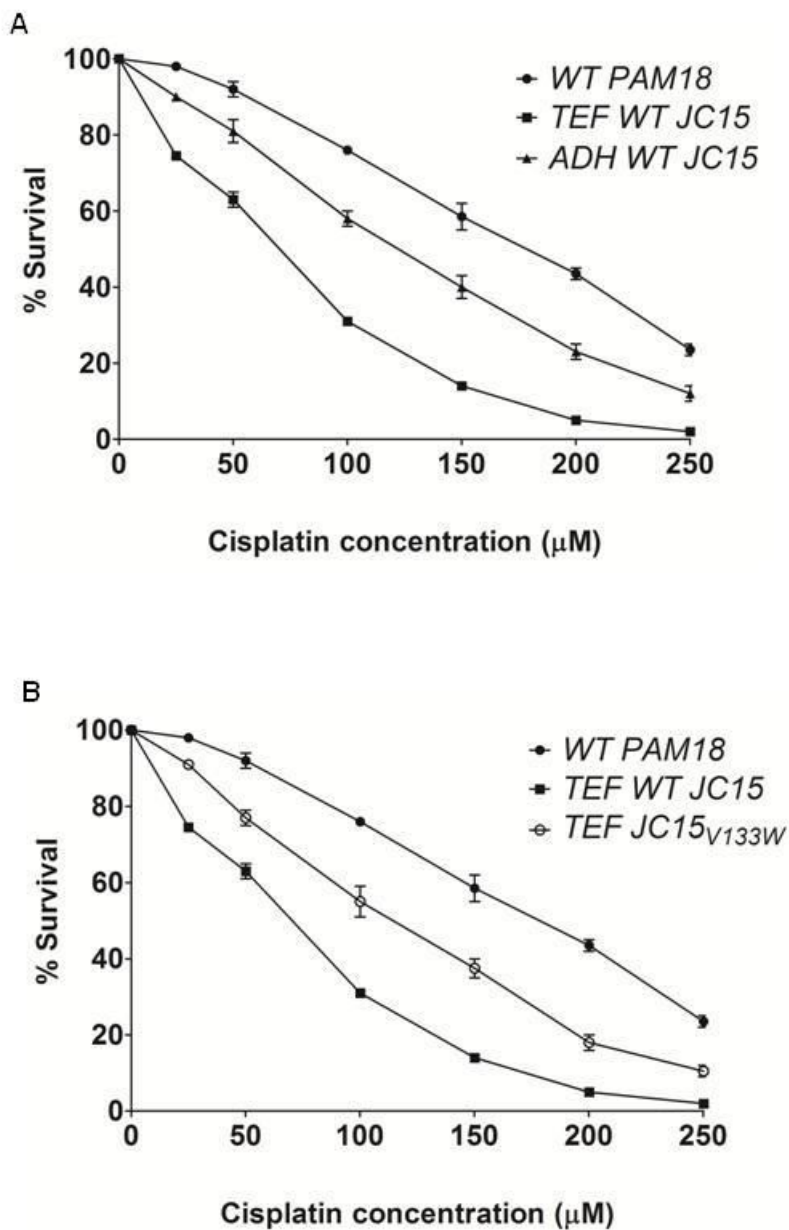 A
100
80
60
40
20
0
% Survival
WT PAM18
TEF WT JC15
ADH WT JC15
0 50 100 150 200 250
Cisplatin concentration (μM)
B
100
80
60
40
20
0
% Survival
WT PAM18
TEF WT JC15
TEF JC15V133W
0 50 100 150 200 250
Cisplatin concentration (μM)